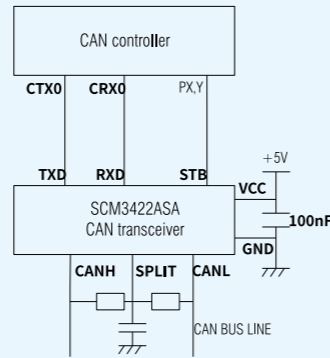 CAN controller
CTX0 CRX0 PX,Y
+5V
TXD RXD STB
VCC
SCM3422ASA
CAN transceiver
100nF
GND
CANH SPLIT CANL
CAN BUS LINE